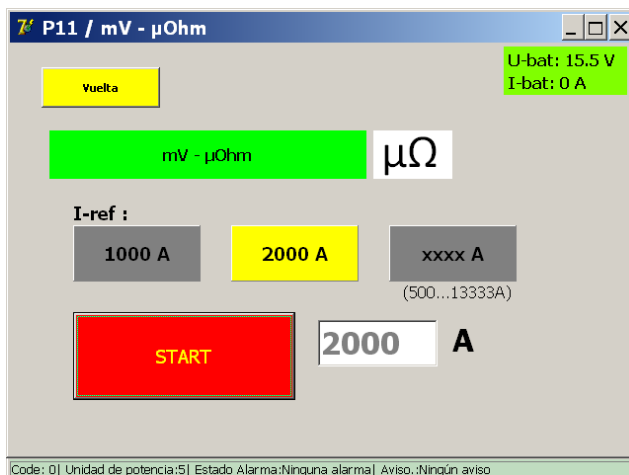 P11 / mV - µOhm
U-bat: 15.5 V
I-bat: 0 A
Vuelta
mV - µOhm
µΩ
I-ref :
1000 A
2000 A
xxxx A
(500...13333A)
START
2000 A
Code: 0| Unidad de potencia:5| Estado Alarma:Ninguna alarma| Aviso.:Ningún aviso